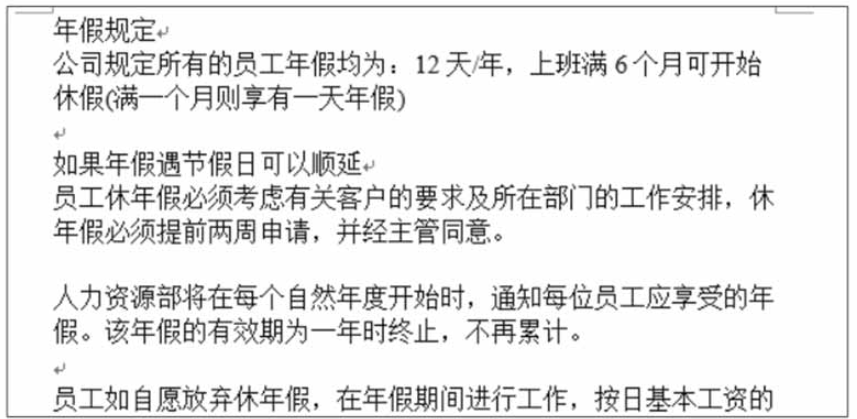 年假规定
公司规定所有的员工年假均为：12 天/年，上班满 6 个月可开始
休假(满一个月则享有一天年假)
如果年假遇节假日可以顺延
员工休年假必须考虑有关客户的要求及所在部门的工作安排，休
年假必须提前两周申请，并经主管同意。
人力资源部将在每个自然年度开始时，通知每位员工应享受的年
假。该年假的有效期为一年时终止，不再累计。
员工如自愿放弃休年假，在年假期间进行工作，按日基本工资的